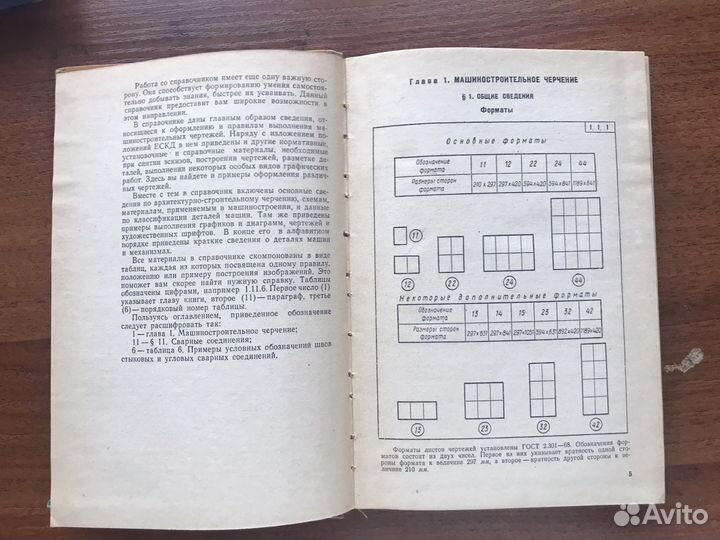 Работа со справочником имеет еще одну важную сто-
рону. Она способствует формированию умения самостоя-
тельно добывать знания, быстрее их усваивать. Данный
справочник предоставит вам широкие возможности в
этом направлении.
В справочнике даны главным образом сведения, от-
носящиеся к оформлению и правилам выполнения ма-
шиностроительных чертежей. Наряду с изложением по-
ложений ЕСКД в нем приведены и другие нормативные,
установочные и справочные материалы, необходимые
при снятии эскизов, построении чертежей, разметке де-
талей, выполнении некоторых особых видов графических
работ. Здесь вы найдете и примеры оформления различ-
ных чертежей.
Вместе с тем в справочник включены основные све-
дения по архитектурно-строительному черчению, схемам,
материалам, применяемым в машиностроении, и данные
по классификации деталей машин. Там же приведены
примеры выполнения графиков и диаграмм, чертежных и
художественных шрифтов. В конце его в алфавитном
порядке приведены краткие сведения о деталях машин
и механизмах.
Все материалы в справочнике скомпонованы в виде
таблиц, каждая из которых посвящена одному правилу,
положению или примеру построения изображений. Это
поможет вам скорее найти нужную справку. Таблицы
обозначены цифрами, например 1.11.6. Первое число (1)
указывает главу книги, второе (11)—параграф, третье
(6)—порядковый номер таблицы.
Пользуясь оглавлением, приведенное обозначение
следует расшифровать так:
1—глава 1. Машиностроительное черчение;
11—§ 11. Сварные соединения;
6—таблица 6. Примеры условных обозначений швов
стыковых и угловых сварных соединений.
Глава 1. МАШИНОСТРОИТЕЛЬНОЕ ЧЕРЧЕНИЕ
§ 1. ОБЩИЕ СВЕДЕНИЯ
Форматы
1 1 1
Основные форматы
Обозначение формата 11 12 22 24 44
Размеры сторон формата 210×297 297×420 594×420 594×841 1189×841
11
12 22 24 44
Некоторые дополнительные форматы
Обозначение формата 13 14 15 23 32 42
Размеры сторон формата 297×631 297×841 297×1051 594×631 892×420 1189×420
13 23 32 42
Форматы листов чертежей установлены ГОСТ 2.301—68. Обозначения фор-
матов состоят из двух чисел. Первое из них указывает кратность одной сто-
роны формата к величине 297 мм, а второе—кратность другой стороны к ве-
личине 210 мм.
5
Avito